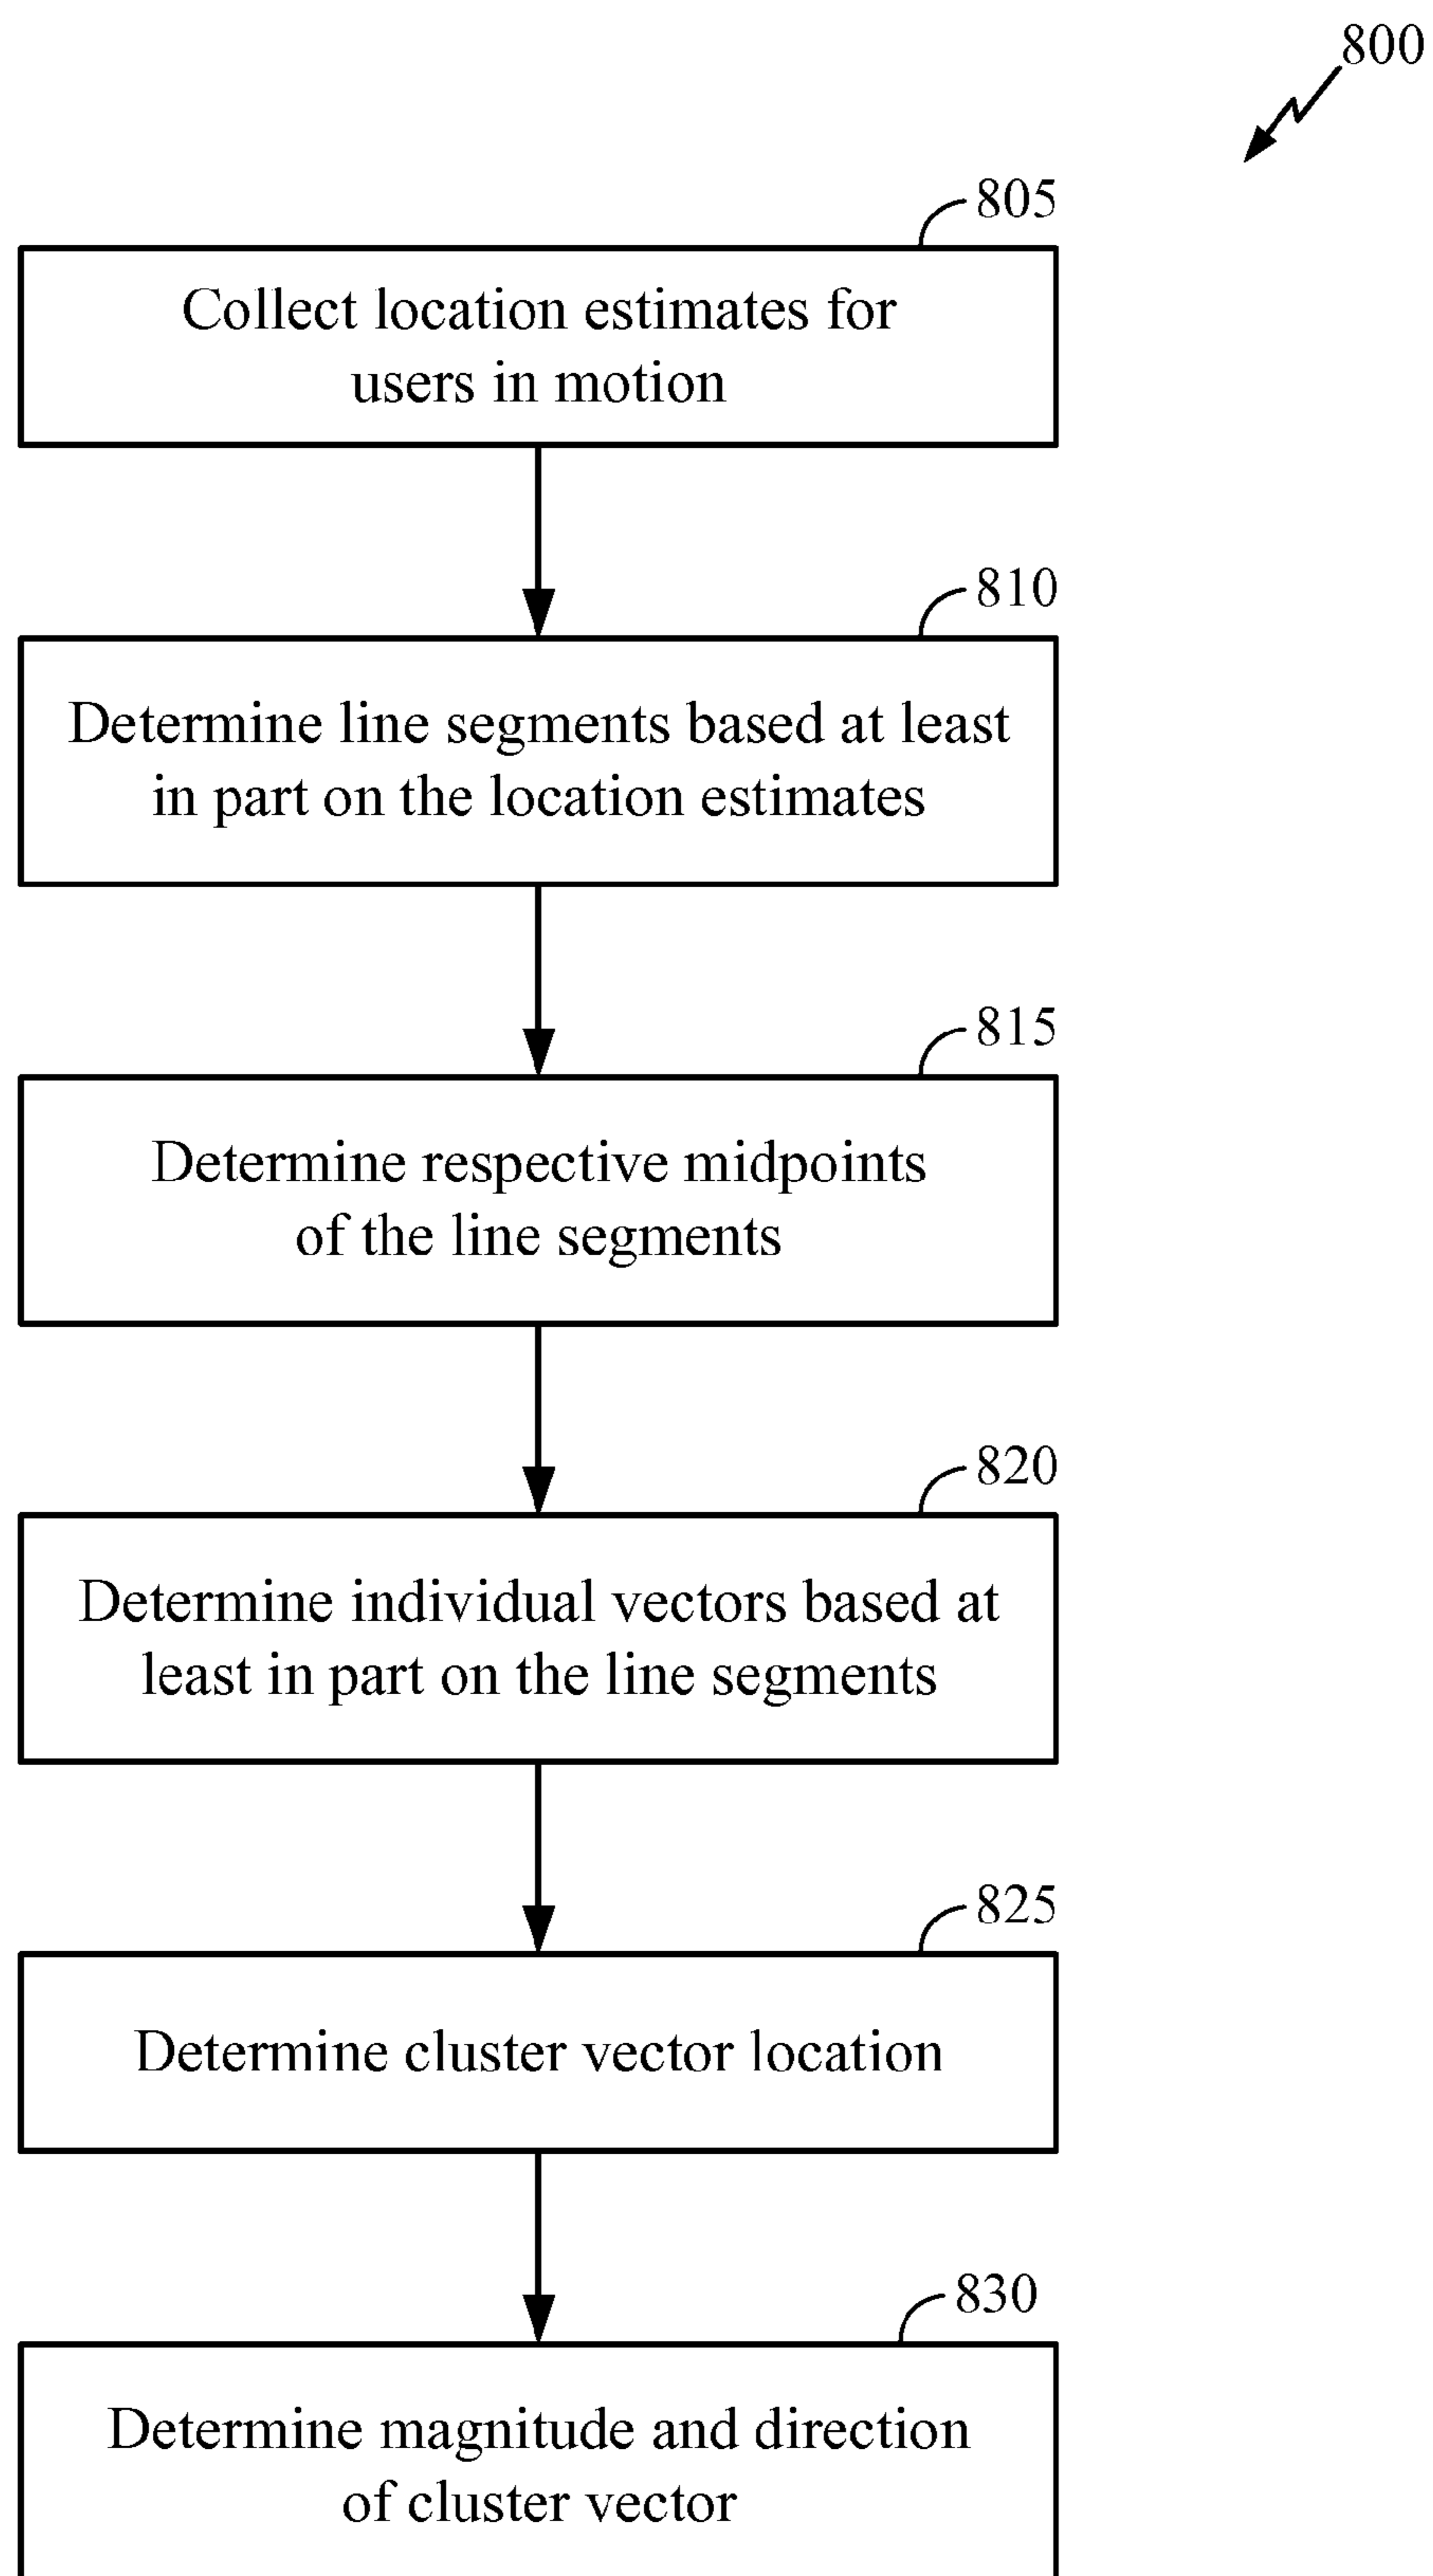 800
805
Collect location estimates for
users in motion
810
Determine line segments based at least
in part on the location estimates
815
Determine respective midpoints
of the line segments
820
Determine individual vectors based at
least in part on the line segments
825
Determine cluster vector location
830
Determine magnitude and direction
of cluster vector